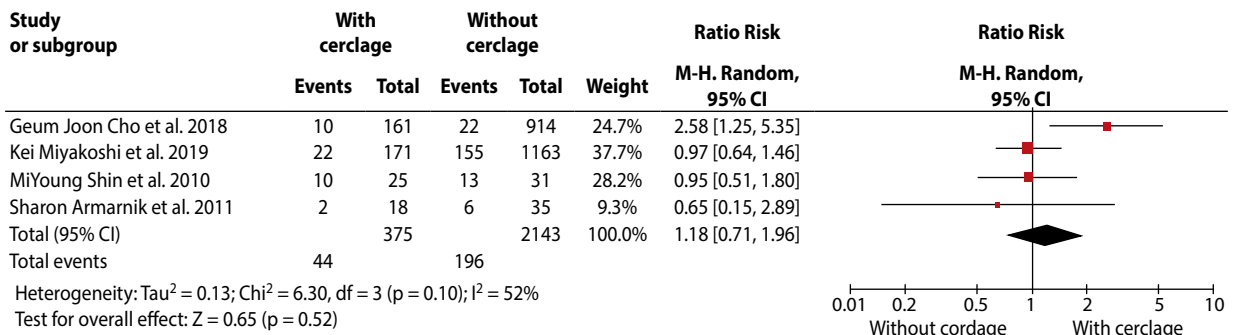 Study or subgroup With cerclage Without cerclage Ratio Risk Ratio Risk
Events Total Events Total Weight M-H. Random, 95% CI M-H. Random, 95% CI
Geum Joon Cho et al. 2018 10 161 22 914 24.7% 2.58 [1.25, 5.35]
Kei Miyakoshi et al. 2019 22 171 155 1163 37.7% 0.97 [0.64, 1.46]
MiYoung Shin et al. 2010 10 25 13 31 28.2% 0.95 [0.51, 1.80]
Sharon Armarnik et al. 2011 2 18 6 35 9.3% 0.65 [0.15, 2.89]
Total (95% CI) 375 2143 100.0% 1.18 [0.71, 1.96]
Total events 44 196
Heterogeneity: Tau² = 0.13; Chi² = 6.30, df = 3 (p = 0.10); I² = 52%
Test for overall effect: Z = 0.65 (p = 0.52)
0.01 0.2 0.5 1 2 5 10
Without cordage With cerclage